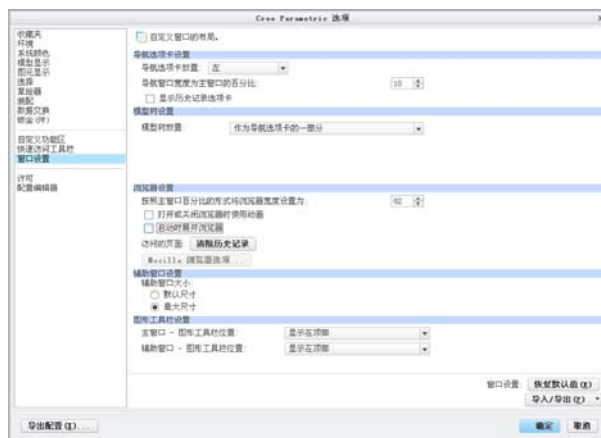 Creo Parametric 选项
收藏夹
环境
系统颜色
模型显示
图元显示
选择
草绘器
装配
数据交换
钣金(件)
自定义功能区
快速访问工具栏
窗口设置
许可
配置编辑器
自定义窗口的布局。
导航选项卡设置
导航选项卡放置: 左
导航窗口宽度为主窗口的百分比: 10
显示历史记录选项卡
模型树设置
模型树放置: 作为导航选项卡的一部分
浏览器设置
按照主窗口百分比的形式将浏览器宽度设置为: 62
打开或关闭浏览器时使用动画
启动时展开浏览器
访问的页面: 清除历史记录
Mozilla 浏览器选项...
辅助窗口设置
辅助窗口大小:
默认尺寸
最大尺寸
图形工具栏设置
主窗口 - 图形工具栏位置: 显示在顶部
辅助窗口 - 图形工具栏位置: 显示在顶部
窗口设置: 恢复默认值(R)
导入/导出(P)
导出配置(X)...
确定 取消